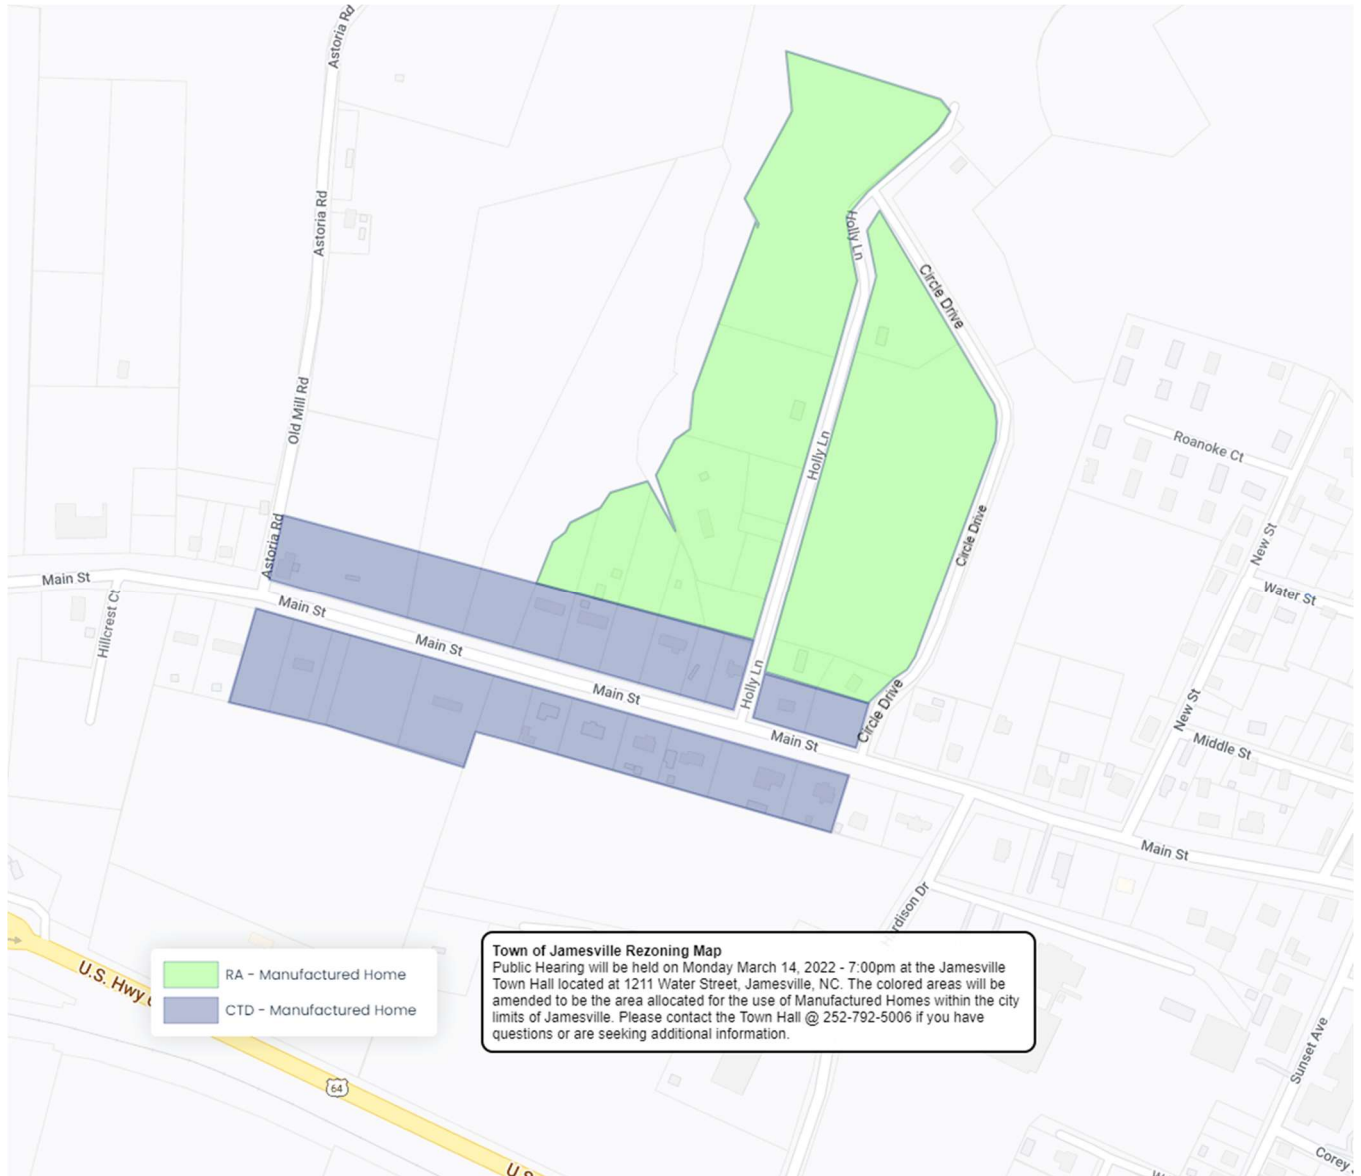 Astoria Rd
Astoria Rd
Astoria Rd
Old Mill Rd
Astoria Rd
Holly Ln
Circle Drive
Holly Ln
Circle Drive
Roanoke Ct
New St
Water St
Main St
Hillcrest Ct
Main St
Main St
Main St
Holly Ln
Main St
Circle Drive
New St
Middle St
Main St
U.S. Hwy
64
U.S
Sunset Ave
Corey
RA - Manufactured Home
CTD - Manufactured Home
Town of Jamesville Rezoning Map
Public Hearing will be held on Monday March 14, 2022 - 7:00pm at the Jamesville
Town Hall located at 1211 Water Street, Jamesville, NC. The colored areas will be
amended to be the area allocated for the use of Manufactured Homes within the city
limits of Jamesville. Please contact the Town Hall @ 252-792-5006 if you have
questions or are seeking additional information.